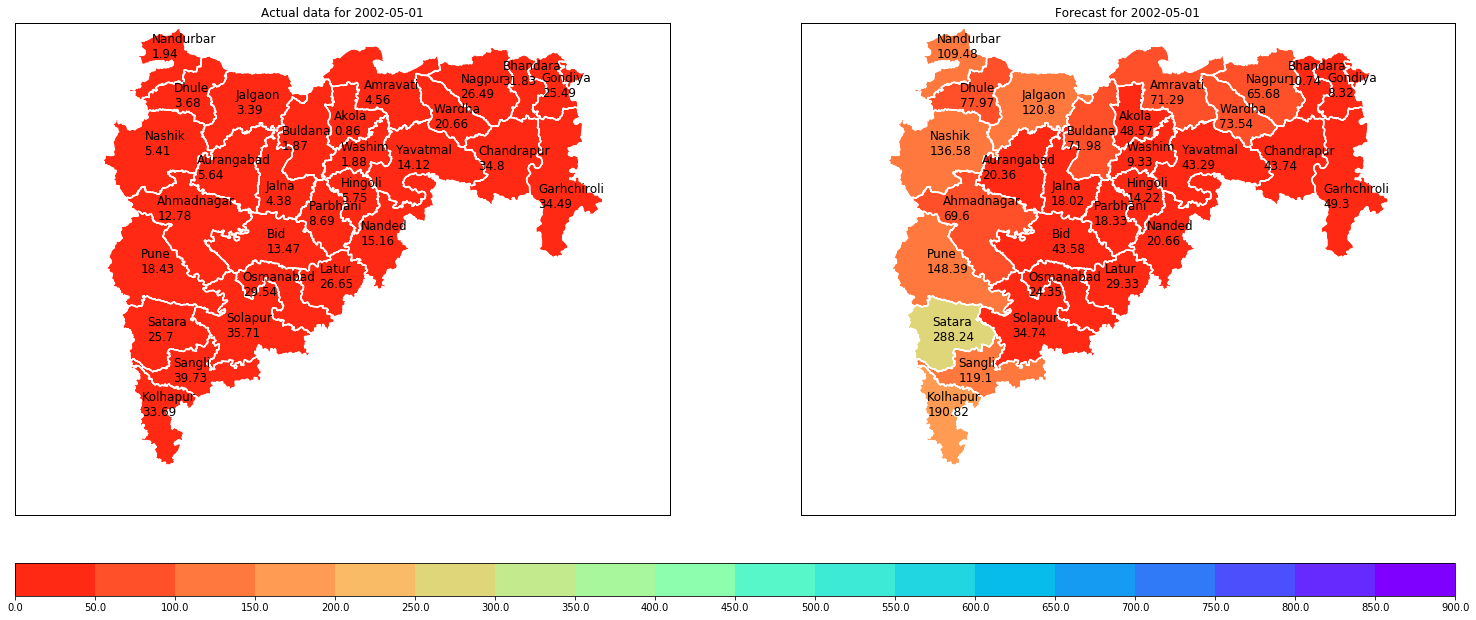 Actual data for 2002-05-01
Nandurbar
1.94
Dhule
3.68
Jalgaon
3.39
Nashik
5.41
Aurangabad
5.64
Buldana
1.87
Akola
0.86
Amravati
4.56
Nagpur
26.49
Bhandara
31.83
Gondiya
25.49
Wardha
20.66
Washim
1.88
Yavatmal
14.12
Chandrapur
34.8
Garhchiroli
34.49
Ahmadnagar
12.78
Jalna
4.38
Hingoli
5.75
Parbhani
8.69
Nanded
15.16
Bid
13.47
Pune
18.43
Osmanabad
29.54
Latur
26.65
Satara
25.7
Solapur
35.71
Sangli
39.73
Kolhapur
33.69
Forecast for 2002-05-01
Nandurbar
109.48
Dhule
77.97
Jalgaon
120.8
Nashik
136.58
Aurangabad
20.36
Buldana
71.98
Akola
48.57
Amravati
71.29
Nagpur
65.68
Bhandara
10.74
Gondiya
8.32
Wardha
73.54
Washim
9.33
Yavatmal
43.29
Chandrapur
43.74
Garhchiroli
49.3
Ahmadnagar
69.6
Jalna
18.02
Hingoli
14.22
Parbhani
18.33
Nanded
20.66
Bid
43.58
Pune
148.39
Osmanabad
24.35
Latur
29.33
Satara
288.24
Solapur
34.74
Sangli
119.1
Kolhapur
190.82
0.0 50.0 100.0 150.0 200.0 250.0 300.0 350.0 400.0 450.0 500.0 550.0 600.0 650.0 700.0 750.0 800.0 850.0 900.0